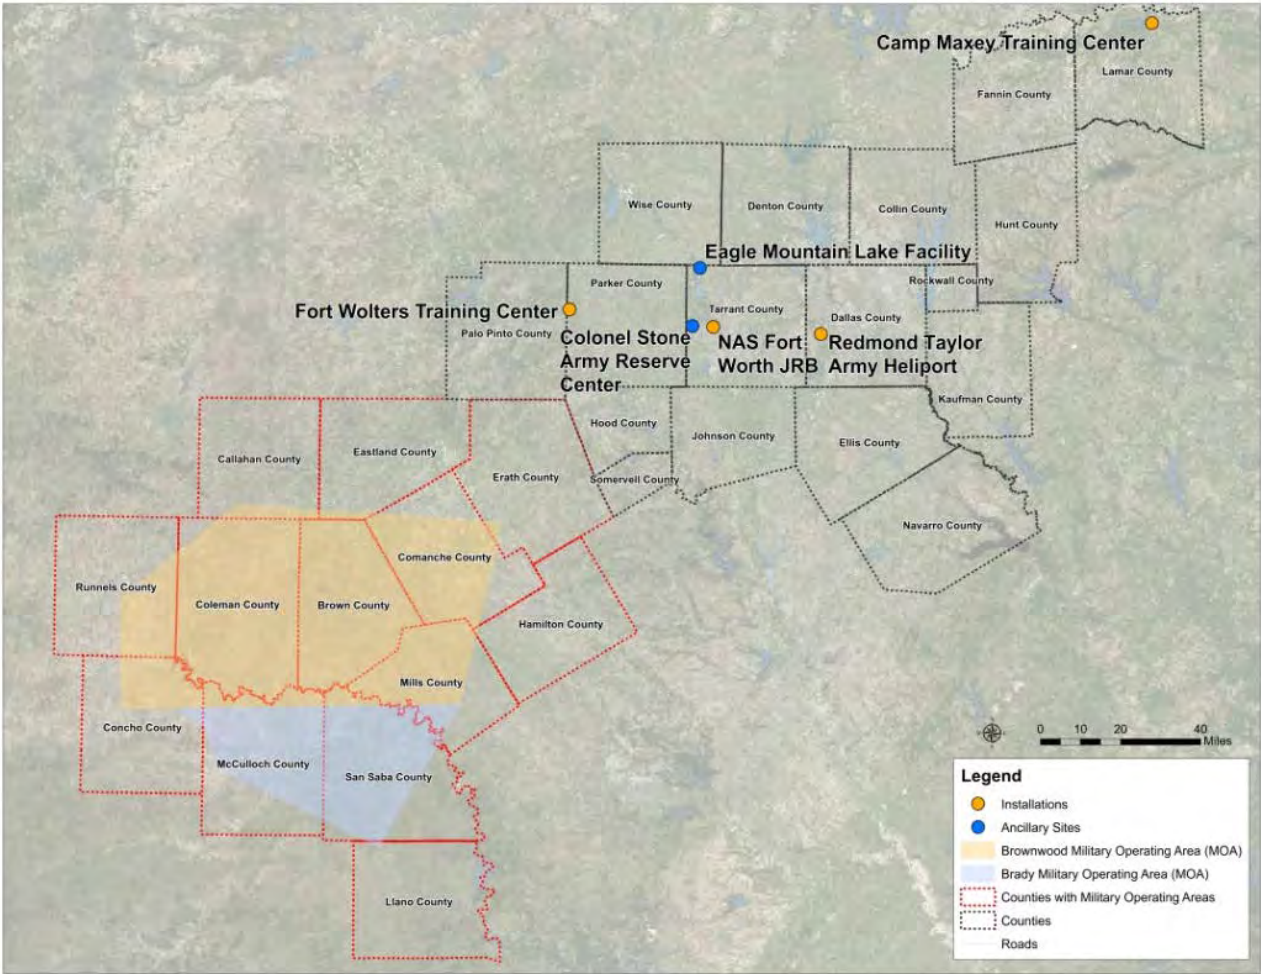 Camp Maxey Training Center
Lamar County
Fannin County
Wise County
Denton County
Collin County
Hunt County
Eagle Mountain Lake Facility
Rockwall County
Parker County
Fort Wolters Training Center
Tarrant County
Dallas County
Palo Pinto County
Colonel Stone
Army Reserve
Center
NAS Fort
Worth JRB
Redmond Taylor
Army Heliport
Kaufman County
Hood County
Johnson County
Ellis County
Callahan County
Eastland County
Erath County
Somervell County
Navarro County
Comanche County
Runnels County
Coleman County
Brown County
Hamilton County
Mills County
Concho County
McCulloch County
San Saba County
Llano County
0 10 20 40
Miles
Legend
Installations
Ancillary Sites
Brownwood Military Operating Area (MOA)
Brady Military Operating Area (MOA)
Counties with Military Operating Areas
Counties
Roads